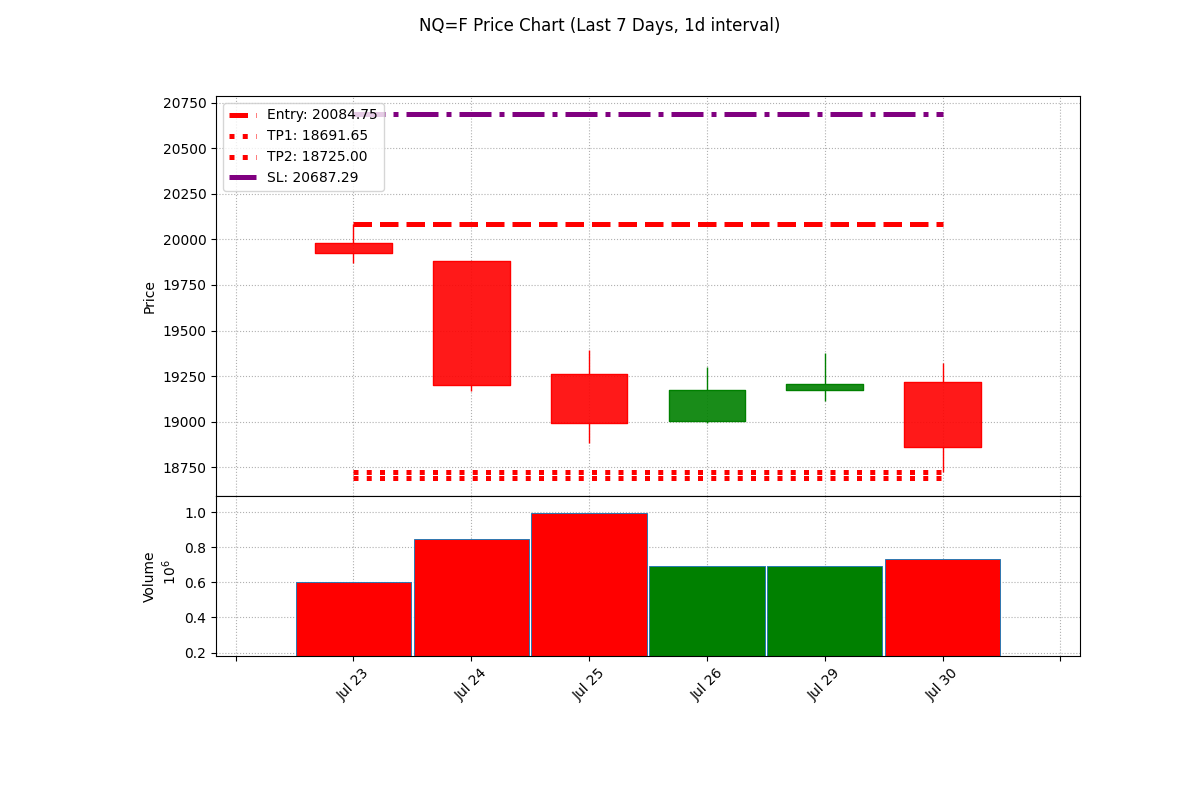 NQ=F Price Chart (Last 7 Days, 1d interval)
20750
20500
20250
20000
19750
19500
19250
19000
18750
Price
Entry: 20084.75
TP1: 18691.65
TP2: 18725.00
SL: 20687.29
1.0
0.8
0.6
0.4
0.2
Volume
10⁶
Jul 23
Jul 24
Jul 25
Jul 26
Jul 29
Jul 30